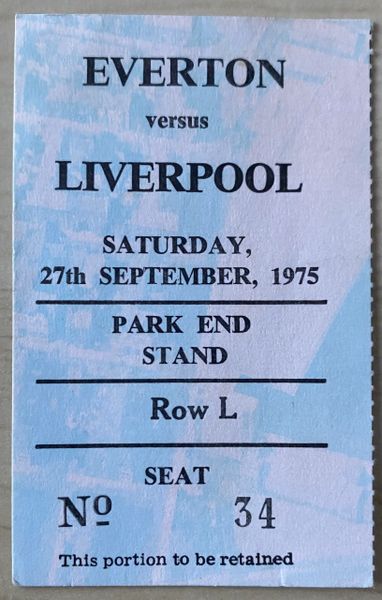 EVERTON
versus
LIVERPOOL
SATURDAY,
27th SEPTEMBER, 1975
PARK END
STAND
Row L
SEAT
Nº 34
This portion to be retained